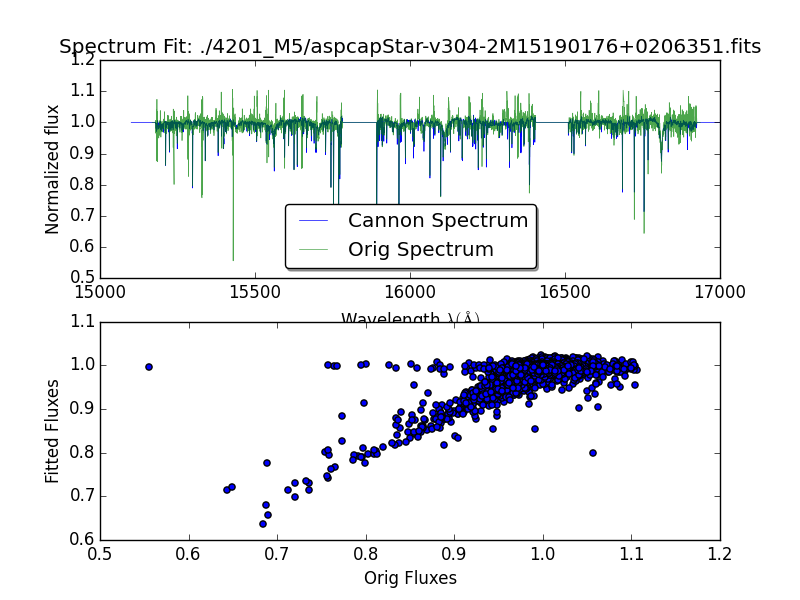 Spectrum Fit: ./4201_M5/aspcapStar-v304-2M15190176+0206351.fits
1.2
1.1
1.0
0.9
0.8
0.7
0.6
0.5
Normalized flux
Cannon Spectrum
Orig Spectrum
15000 15500 16000 16500 17000
Wavelength λ(Å)
1.1
1.0
0.9
0.8
0.7
0.6
Fitted Fluxes
0.5 0.6 0.7 0.8 0.9 1.0 1.1 1.2
Orig Fluxes